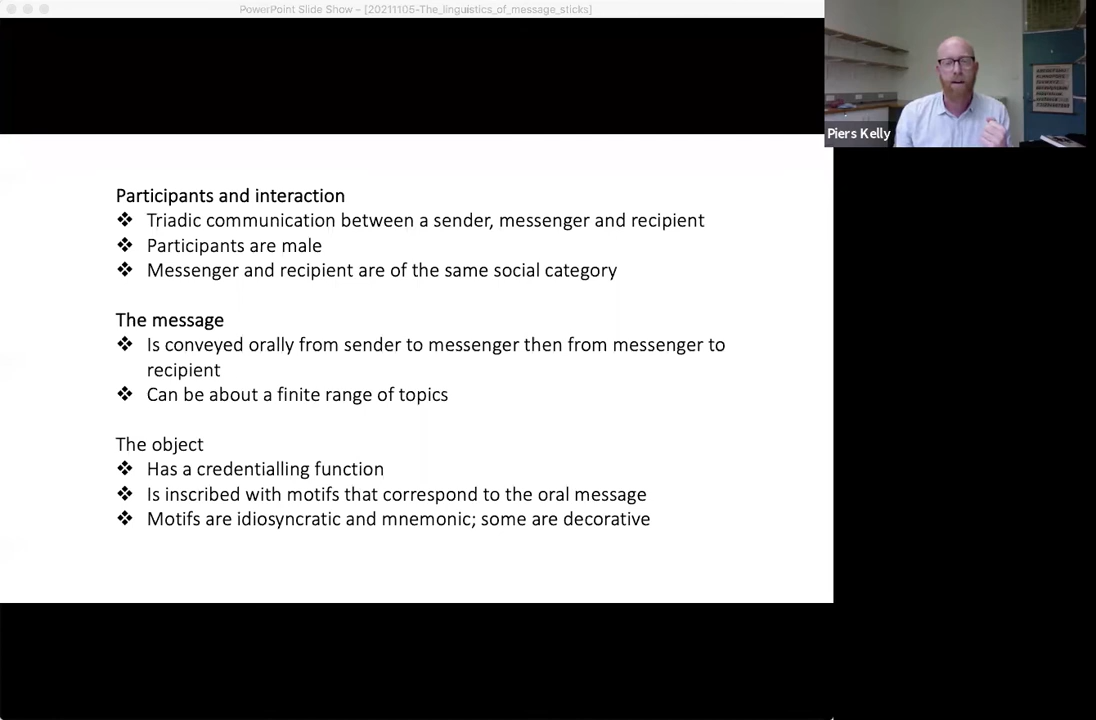 PowerPoint Slide Show – [20211105-The_linguistics_of_message_sticks]
Piers Kelly
Participants and interaction
❖ Triadic communication between a sender, messenger and recipient
❖ Participants are male
❖ Messenger and recipient are of the same social category
The message
❖ Is conveyed orally from sender to messenger then from messenger to
recipient
❖ Can be about a finite range of topics
The object
❖ Has a credentialling function
❖ Is inscribed with motifs that correspond to the oral message
❖ Motifs are idiosyncratic and mnemonic; some are decorative